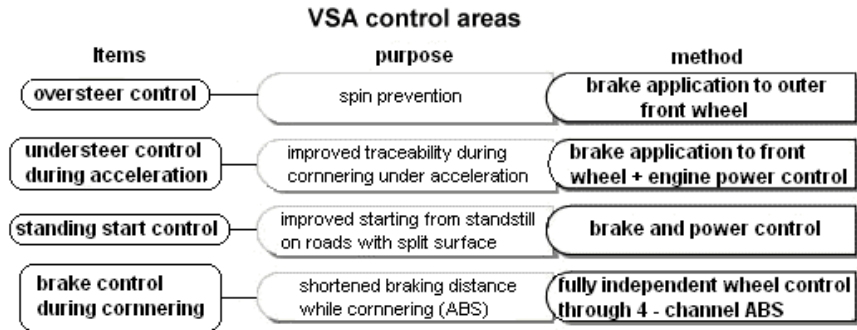 VSA control areas
Items purpose method
oversteer control spin prevention brake application to outer
front wheel
understeer control improved traceability during brake application to front
during acceleration cornnering under acceleration wheel + engine power control
standing start control improved starting from standstill brake and power control
on roads with split surface
brake control shortened braking distance fully independent wheel control
during cornnering while cornnering (ABS) through 4 - channel ABS